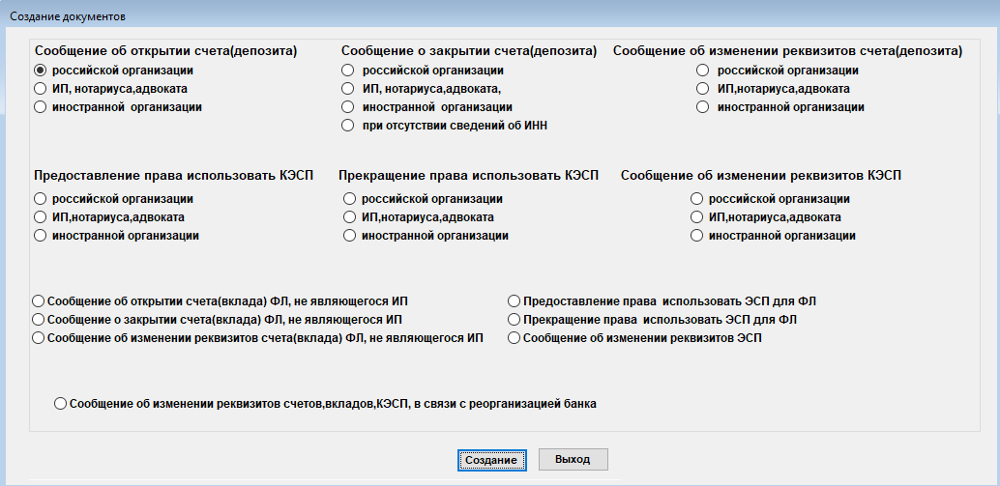 Создание документов
Сообщение об открытии счета(депозита)
российской организации
ИП, нотариуса,адвоката
иностранной организации
Сообщение о закрытии счета(депозита)
российской организации
ИП, нотариуса,адвоката,
иностранной организации
при отсутствии сведений об ИНН
Сообщение об изменении реквизитов счета(депозита)
российской организации
ИП,нотариуса,адвоката
иностранной организации
Предоставление права использовать КЭСП
российской организации
ИП,нотариуса,адвоката
иностранной организации
Прекращение права использовать КЭСП
российской организации
ИП,нотариуса,адвоката
иностранной организации
Сообщение об изменении реквизитов КЭСП
российской организации
ИП,нотариуса,адвоката
иностранной организации
Сообщение об открытии счета(вклада) ФЛ, не являющегося ИП
Сообщение о закрытии счета(вклада) ФЛ, не являющегося ИП
Сообщение об изменении реквизитов счета(вклада) ФЛ, не являющегося ИП
Предоставление права использовать ЭСП для ФЛ
Прекращение права использовать ЭСП для ФЛ
Сообщение об изменении реквизитов ЭСП
Сообщение об изменении реквизитов счетов,вкладов,КЭСП, в связи с реорганизацией банка
Создание
Выход